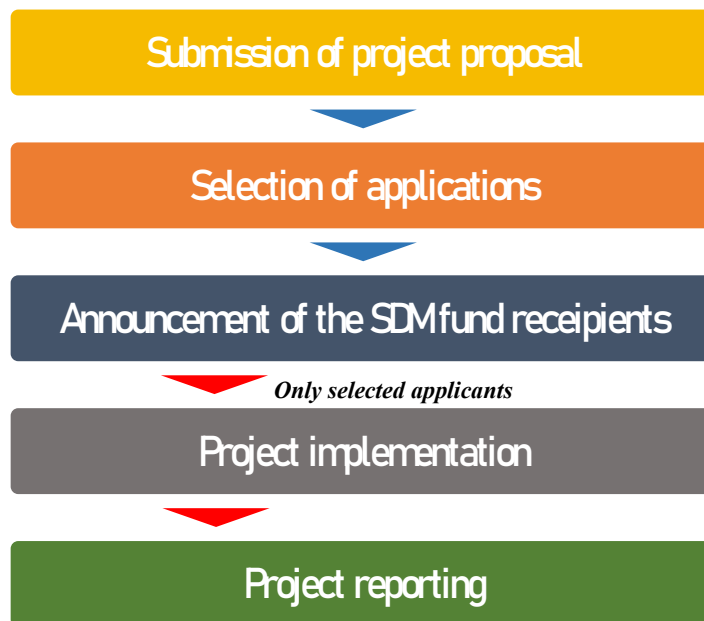 Submission of project proposal
Selection of applications
Announcement of the SDM fund receipients
Only selected applicants
Project implementation
Project reporting